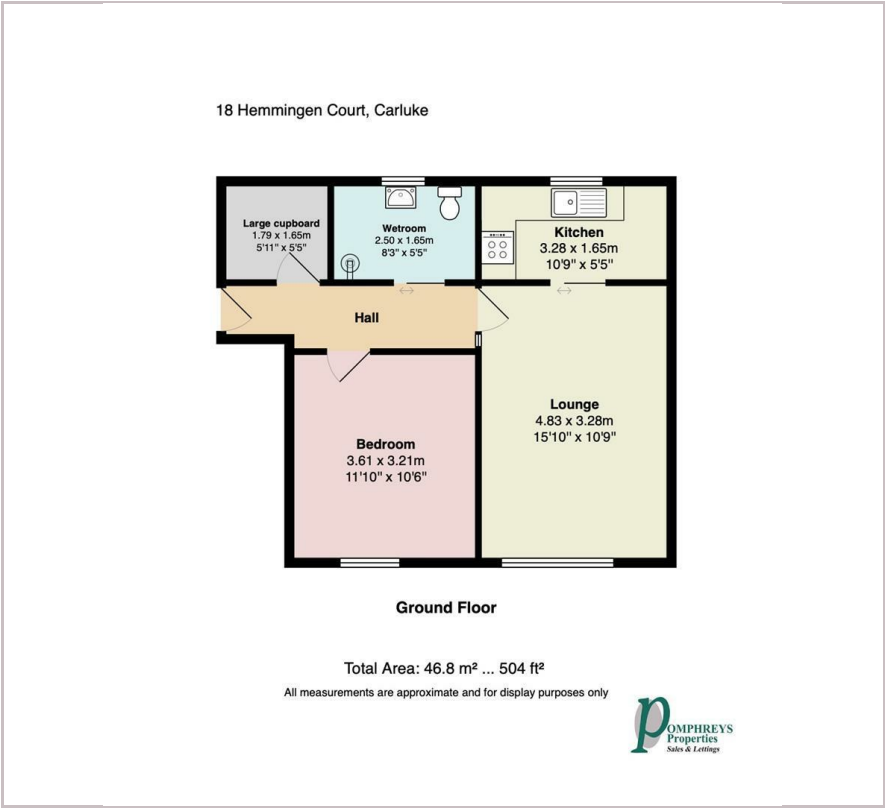 18 Hemmingen Court, Carluke
Large cupboard
1.79 x 1.65m
5'11" x 5'5"
Wetroom
2.50 x 1.65m
8'3" x 5'5"
Kitchen
3.28 x 1.65m
10'9" x 5'5"
Hall
Lounge
4.83 x 3.28m
15'10" x 10'9"
Bedroom
3.61 x 3.21m
11'10" x 10'6"
Ground Floor
Total Area: 46.8 m² ... 504 ft²
All measurements are approximate and for display purposes only
POMPHREYS
Properties
Sales & Lettings